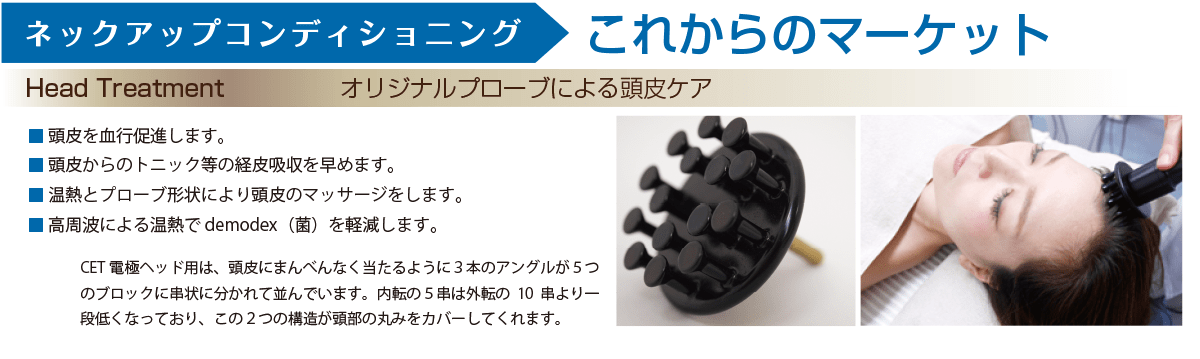 ネックアップコンディショニング これからのマーケット
Head Treatment オリジナルプローブによる頭皮ケア
■ 頭皮を血行促進します。
■ 頭皮からのトニック等の経皮吸収を早めます。
■ 温熱とプローブ形状により頭皮のマッサージをします。
■ 高周波による温熱で demodex（菌）を軽減します。
CET 電極ヘッド用は、頭皮にまんべんなく当たるように３本のアングルが５つ
のブロックに串状に分かれて並んでいます。内転の５串は外転の 10 串より一
段低くなっており、この２つの構造が頭部の丸みをカバーしてくれます。